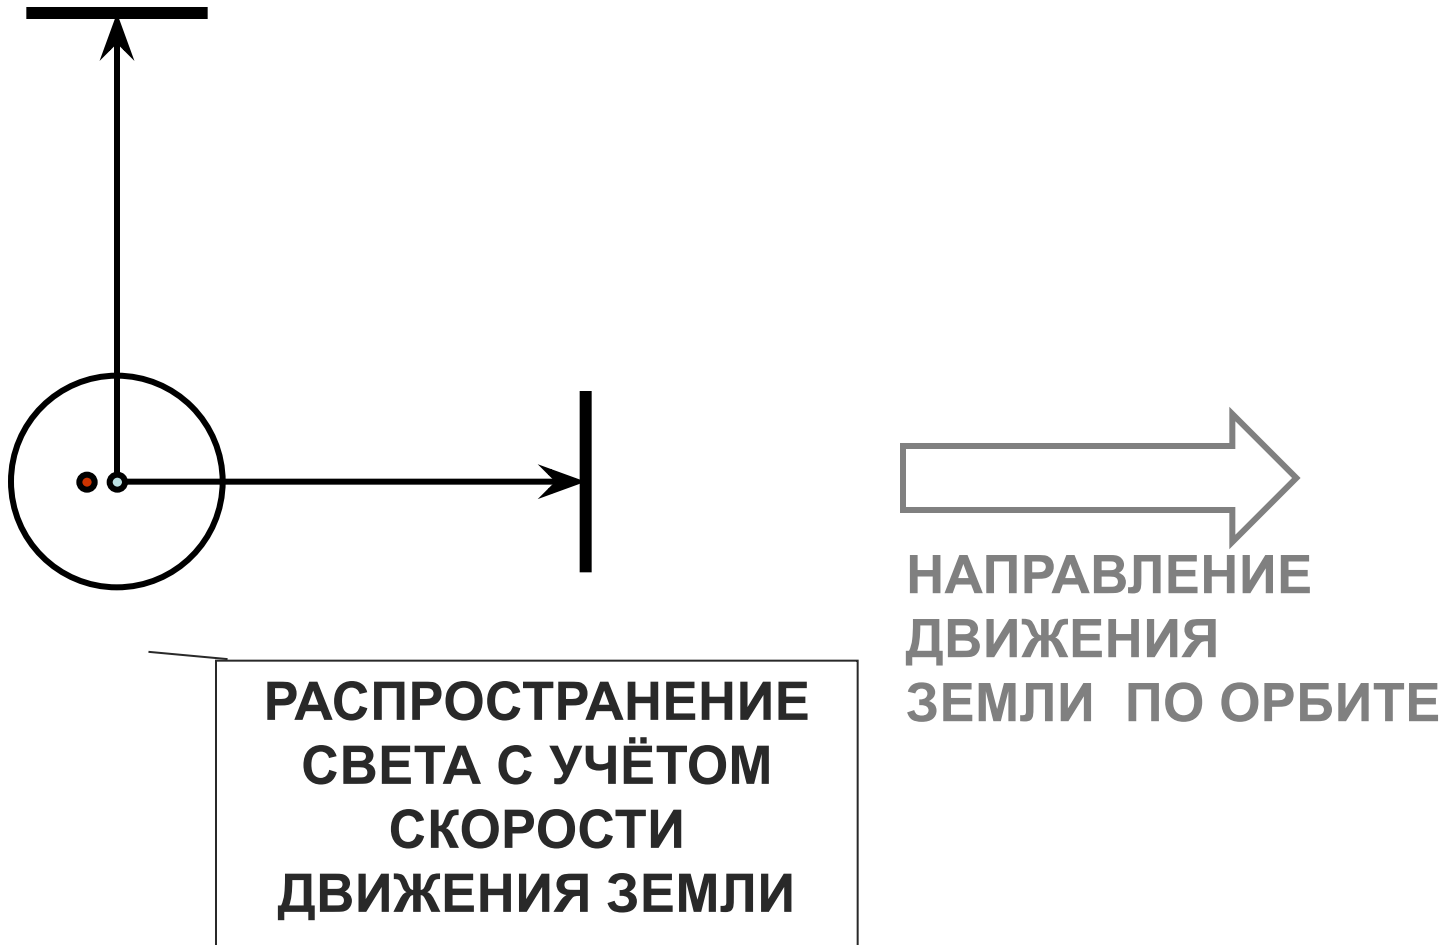 НАПРАВЛЕНИЕ
ДВИЖЕНИЯ
ЗЕМЛИ  ПО ОРБИТЕ
РАСПРОСТРАНЕНИЕ
СВЕТА С УЧЁТОМ
СКОРОСТИ
ДВИЖЕНИЯ ЗЕМЛИ